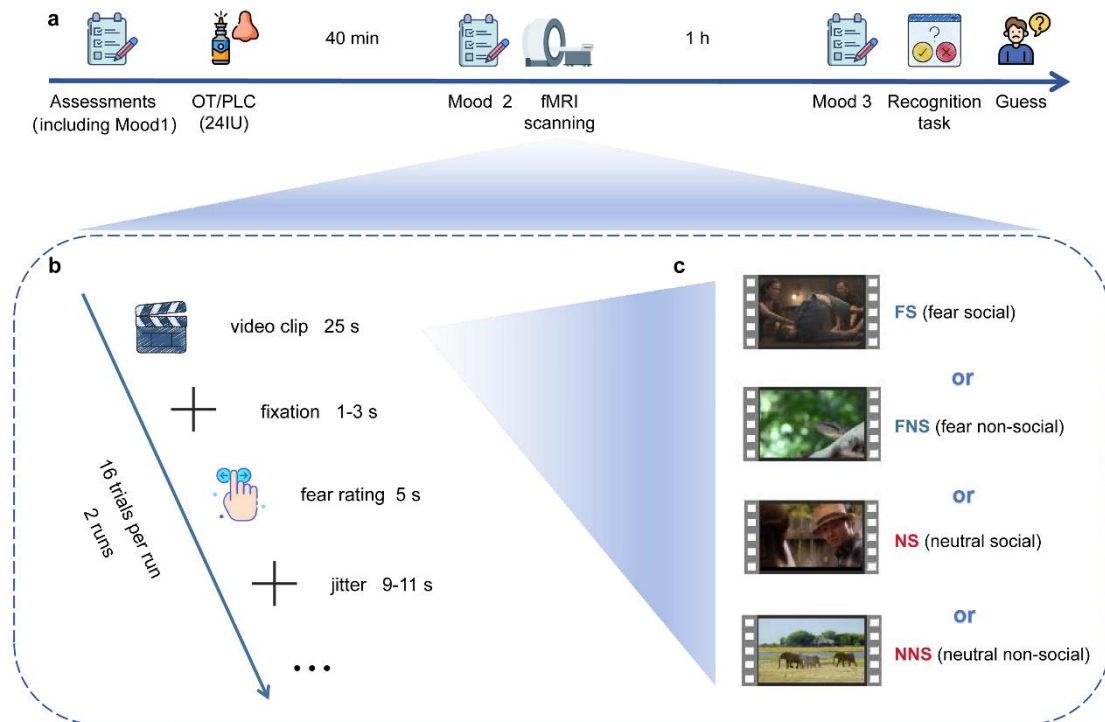 a
40 min
1 h
Assessments
(including Mood1)
OT/PLC
(24IU)
Mood 2
fMRI
scanning
Mood 3
Recognition
task
Guess
b
video clip 25 s
fixation 1-3 s
fear rating 5 s
jitter 9-11 s
16 trials per run
2 runs
...
c
FS (fear social)
or
FNS (fear non-social)
or
NS (neutral social)
or
NNS (neutral non-social)